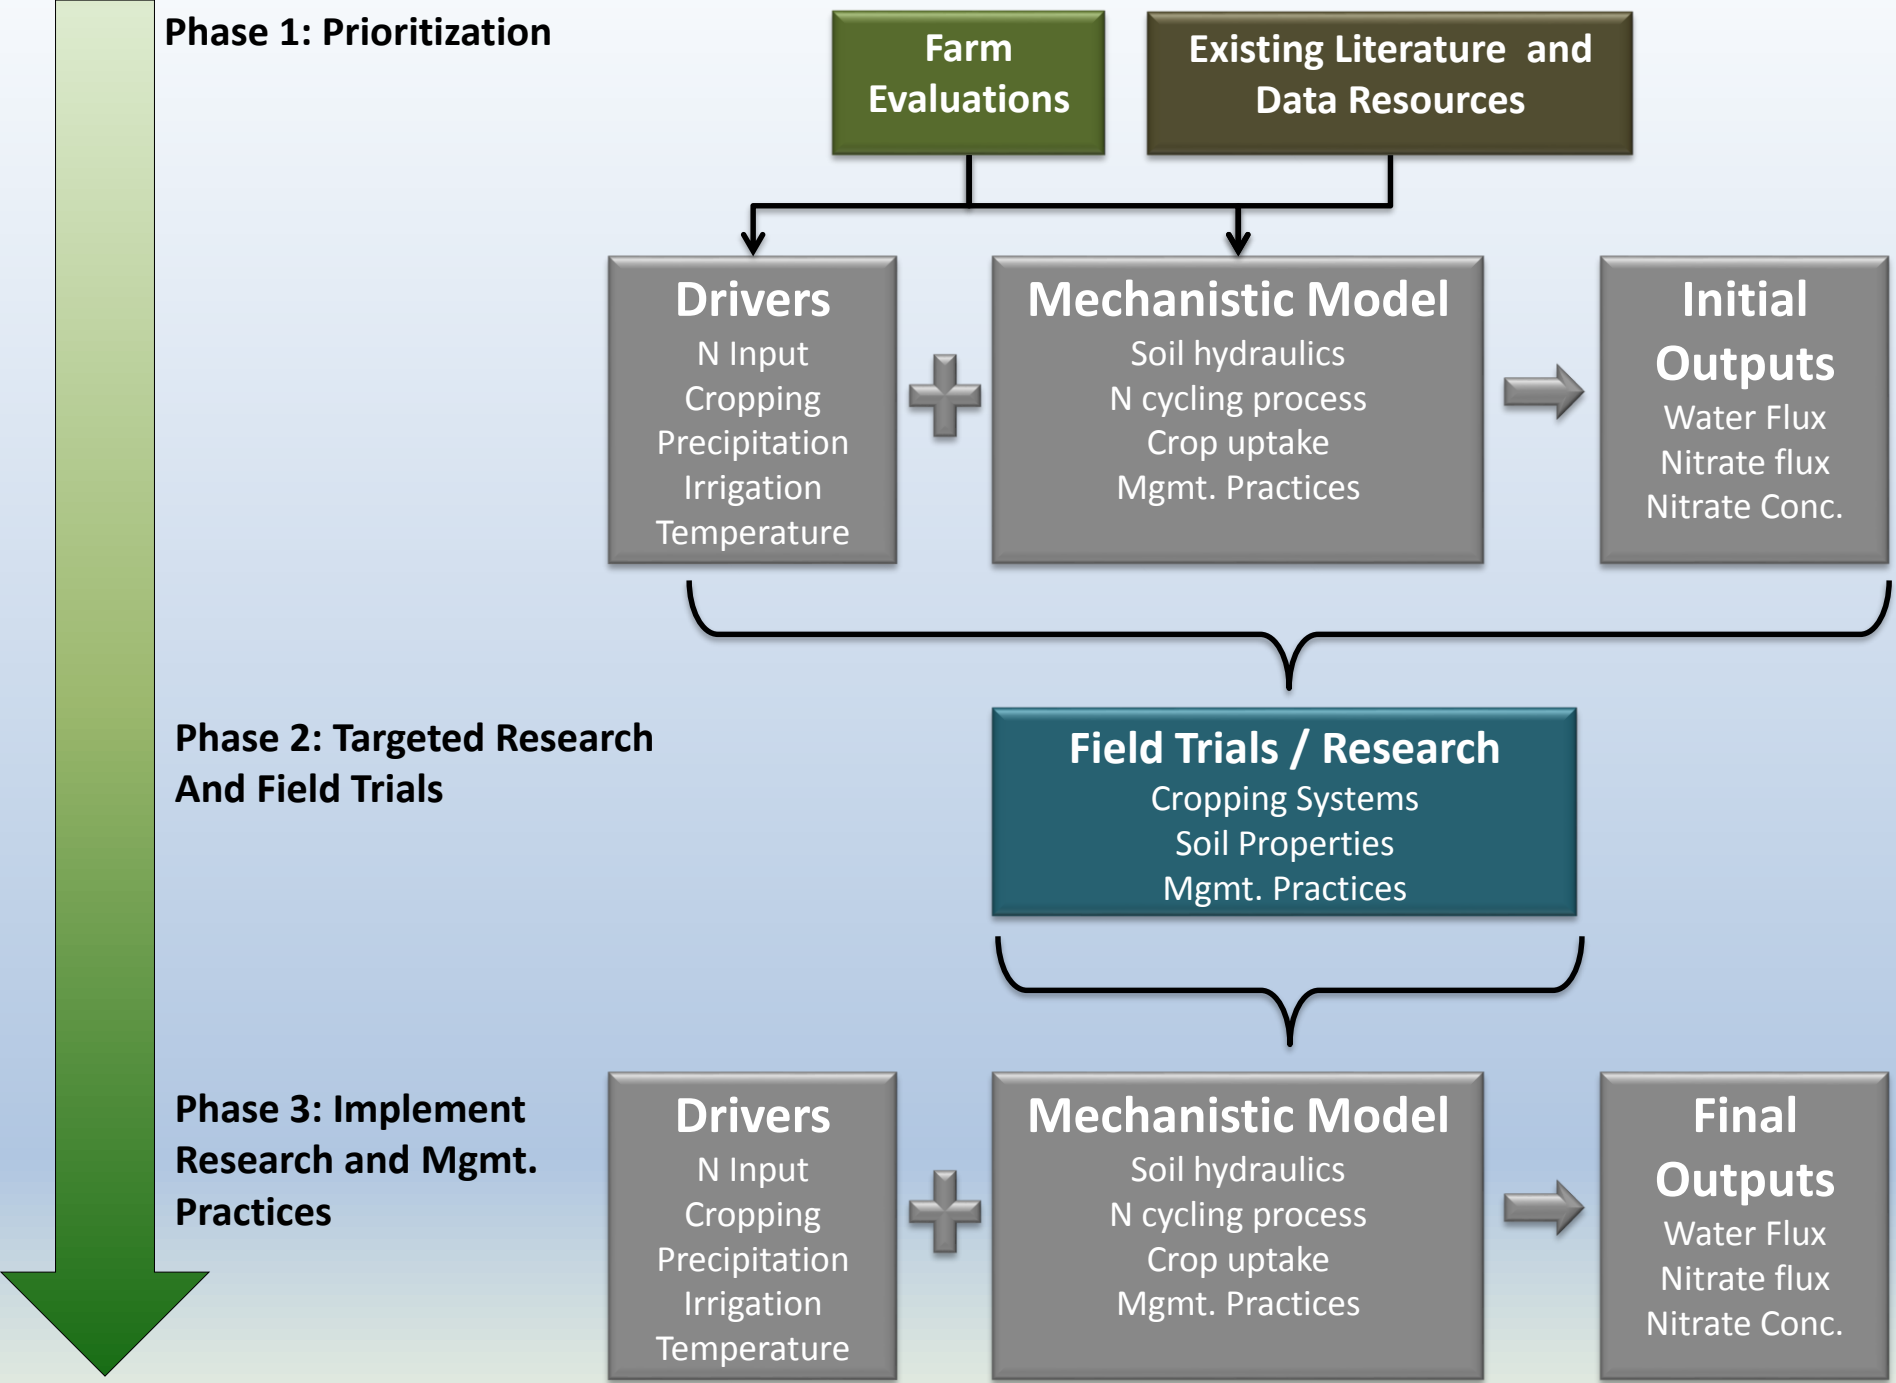 Phase 1: Prioritization
Farm
Evaluations
Existing Literature  and
Data Resources
Drivers
N Input
Cropping
Precipitation
Irrigation
Temperature
Mechanistic Model
Soil hydraulics
N cycling process
Crop uptake
Mgmt. Practices
Initial
Outputs
Water Flux
Nitrate flux
Nitrate Conc.
Phase 2: Targeted Research
And Field Trials
Field Trials / Research
Cropping Systems
Soil Properties
Mgmt. Practices
Phase 3: Implement
Research and Mgmt.
Practices
Drivers
N Input
Cropping
Precipitation
Irrigation
Temperature
Mechanistic Model
Soil hydraulics
N cycling process
Crop uptake
Mgmt. Practices
Final
Outputs
Water Flux
Nitrate flux
Nitrate Conc.